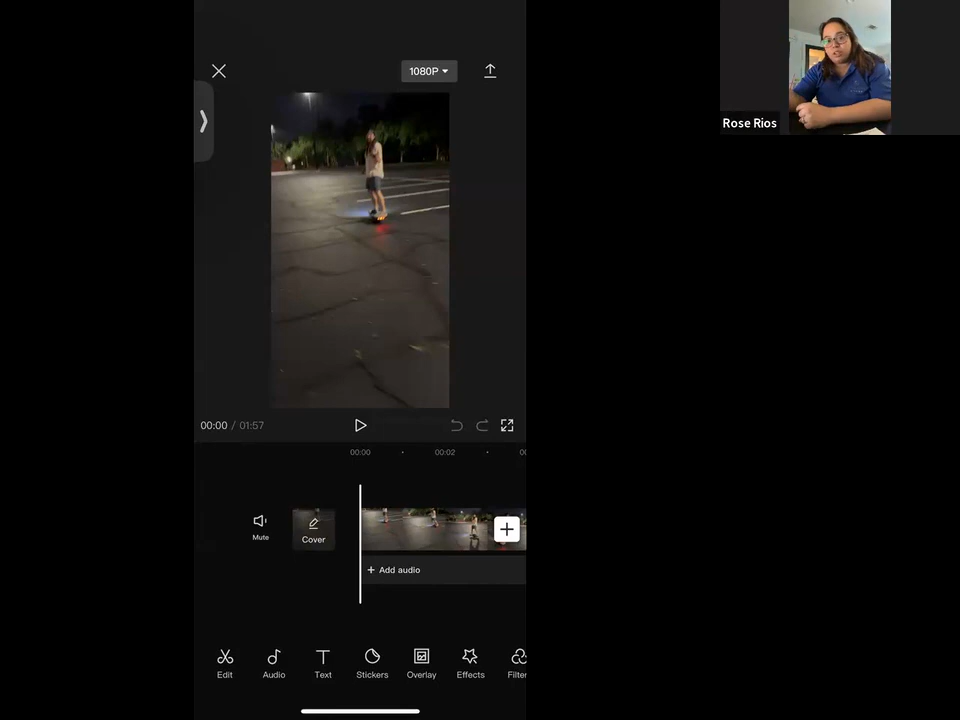 1080P
Rose Rios
00:00 / 01:57
00:00
00:02
Mute
Cover
+ Add audio
Edit
Audio
Text
Stickers
Overlay
Effects
Filter